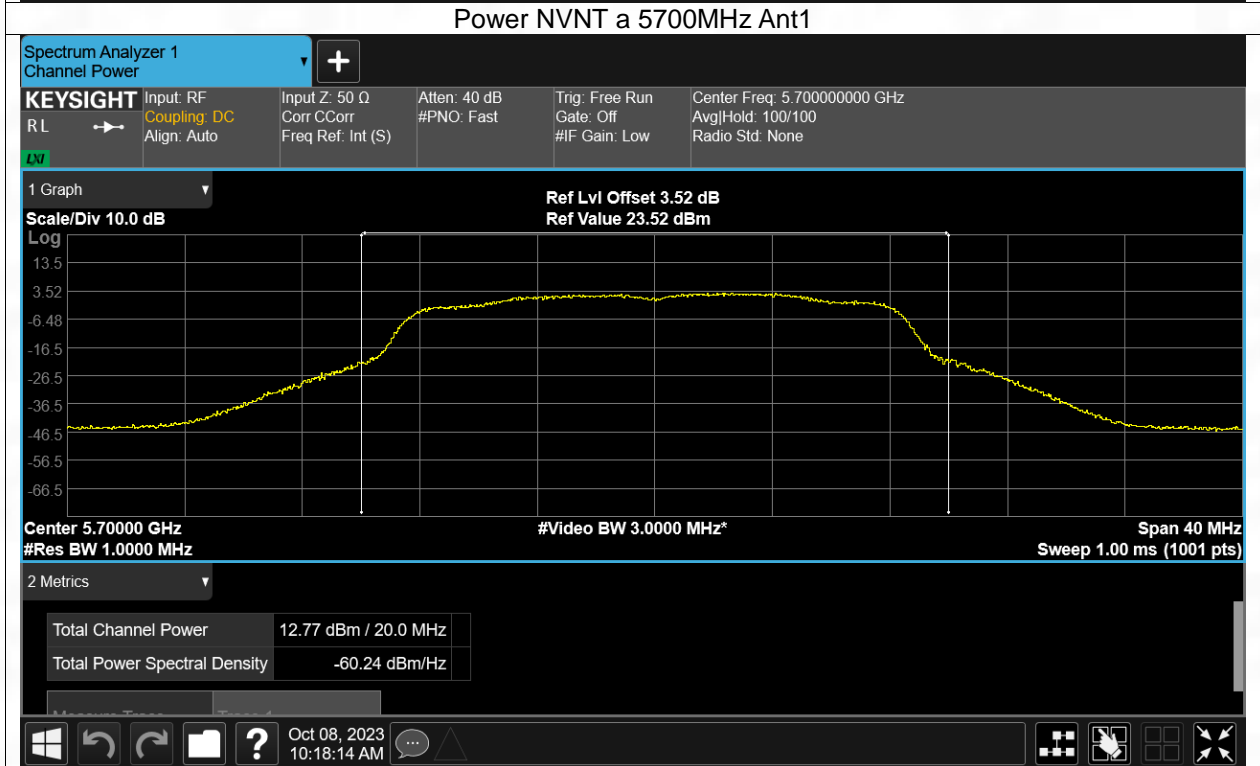 Power NVNT a 5700MHz Ant1
Spectrum Analyzer 1
Channel Power
KEYSIGHT
R L
LXI
Input: RF
Coupling: DC
Align: Auto
Input Z: 50 Ω
Corr CCorr
Freq Ref: Int (S)
Atten: 40 dB
#PNO: Fast
Trig: Free Run
Gate: Off
#IF Gain: Low
Center Freq: 5.700000000 GHz
Avg|Hold: 100/100
Radio Std: None
1 Graph
Scale/Div 10.0 dB
Ref Lvl Offset 3.52 dB
Ref Value 23.52 dBm
Log
13.5
3.52
-6.48
-16.5
-26.5
-36.5
-46.5
-56.5
-66.5
Center 5.70000 GHz
#Video BW 3.0000 MHz*
Span 40 MHz
#Res BW 1.0000 MHz
Sweep 1.00 ms (1001 pts)
2 Metrics
Total Channel Power 12.77 dBm / 20.0 MHz
Total Power Spectral Density -60.24 dBm/Hz
Oct 08, 2023
10:18:14 AM